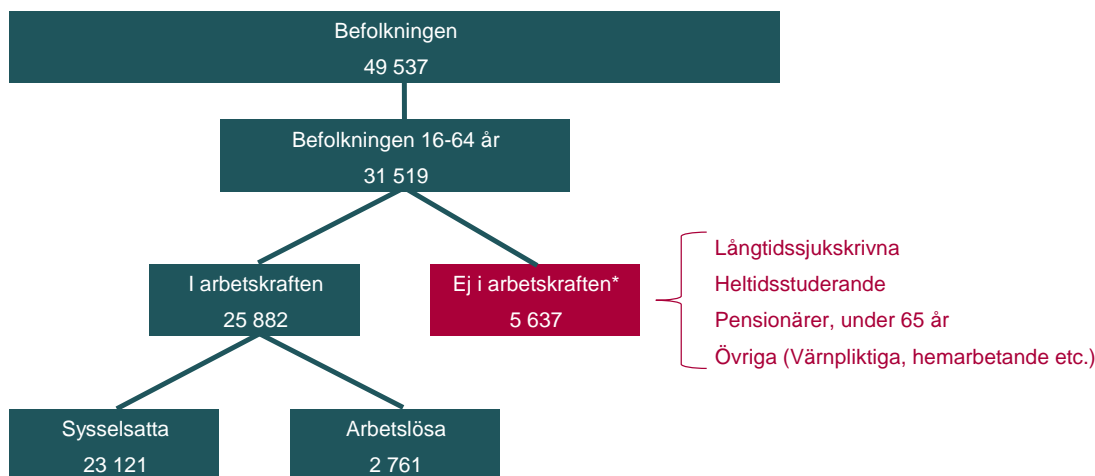 Befolkningen
49 537
Befolkningen 16-64 år
31 519
I arbetskraften
25 882
Ej i arbetskraften*
5 637
Långtidssjukskrivna
Heltidsstuderande
Pensionärer, under 65 år
Övriga (Värnpliktiga, hemarbetande etc.)
Sysselsatta
23 121
Arbetslösa
2 761